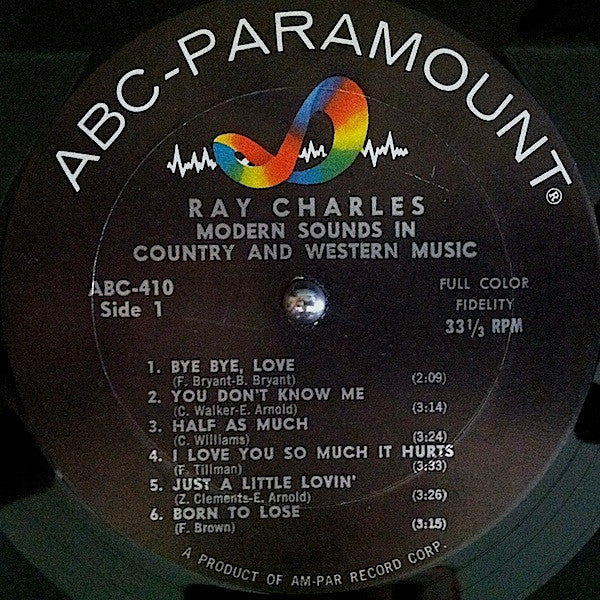 ABC-PARAMOUNT®
RAY CHARLES
MODERN SOUNDS IN
COUNTRY AND WESTERN MUSIC
ABC-410
Side 1
FULL COLOR
FIDELITY
33 1/3 RPM
1. BYE BYE, LOVE
(F. Bryant-B. Bryant) (2:09)
2. YOU DON'T KNOW ME
(C. Walker-E. Arnold) (3:14)
3. HALF AS MUCH
(C. Williams) (3:24)
4. I LOVE YOU SO MUCH IT HURTS
(F. Tillman) (3:33)
5. JUST A LITTLE LOVIN'
(Z. Clements-E. Arnold) (3:26)
6. BORN TO LOSE
(F. Brown) (3:15)
A PRODUCT OF AM-PAR RECORD CORP.